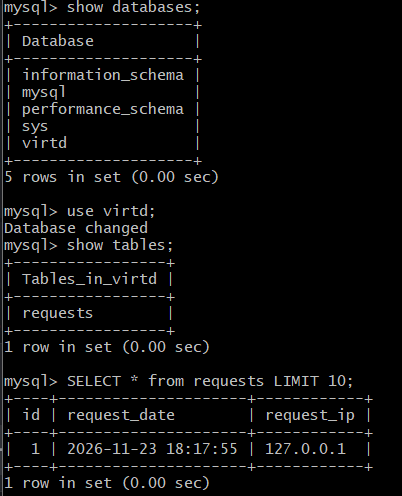 mysql> show databases;
+--------------------+
| Database           |
+--------------------+
| information_schema |
| mysql              |
| performance_schema |
| sys                |
| virtd              |
+--------------------+
5 rows in set (0.00 sec)

mysql> use virtd;
Database changed
mysql> show tables;
+-----------------+
| Tables_in_virtd |
+-----------------+
| requests        |
+-----------------+
1 row in set (0.00 sec)

mysql> SELECT * from requests LIMIT 10;
+----+---------------------+------------+
| id | request_date        | request_ip |
+----+---------------------+------------+
|  1 | 2026-11-23 18:17:55 | 127.0.0.1  |
+----+---------------------+------------+
1 row in set (0.00 sec)